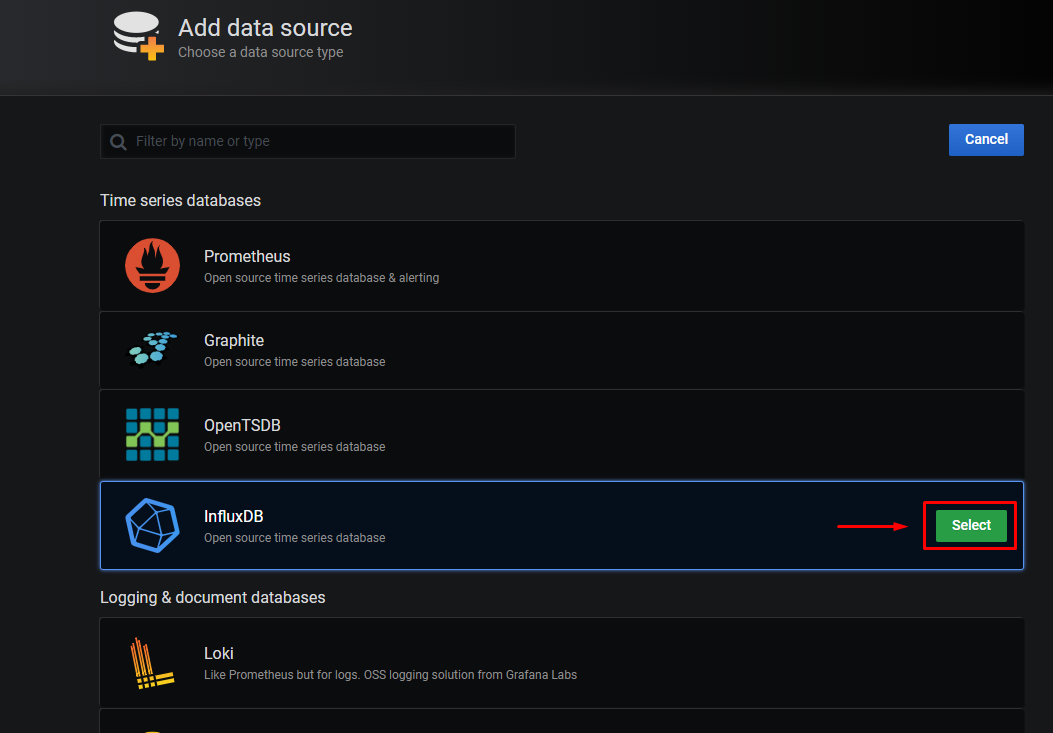 Add data source
Choose a data source type
Filter by name or type
Cancel
Time series databases
Prometheus
Open source time series database & alerting
Graphite
Open source time series database
OpenTSDB
Open source time series database
InfluxDB
Open source time series database
Select
Logging & document databases
Loki
Like Prometheus but for logs. OSS logging solution from Grafana Labs